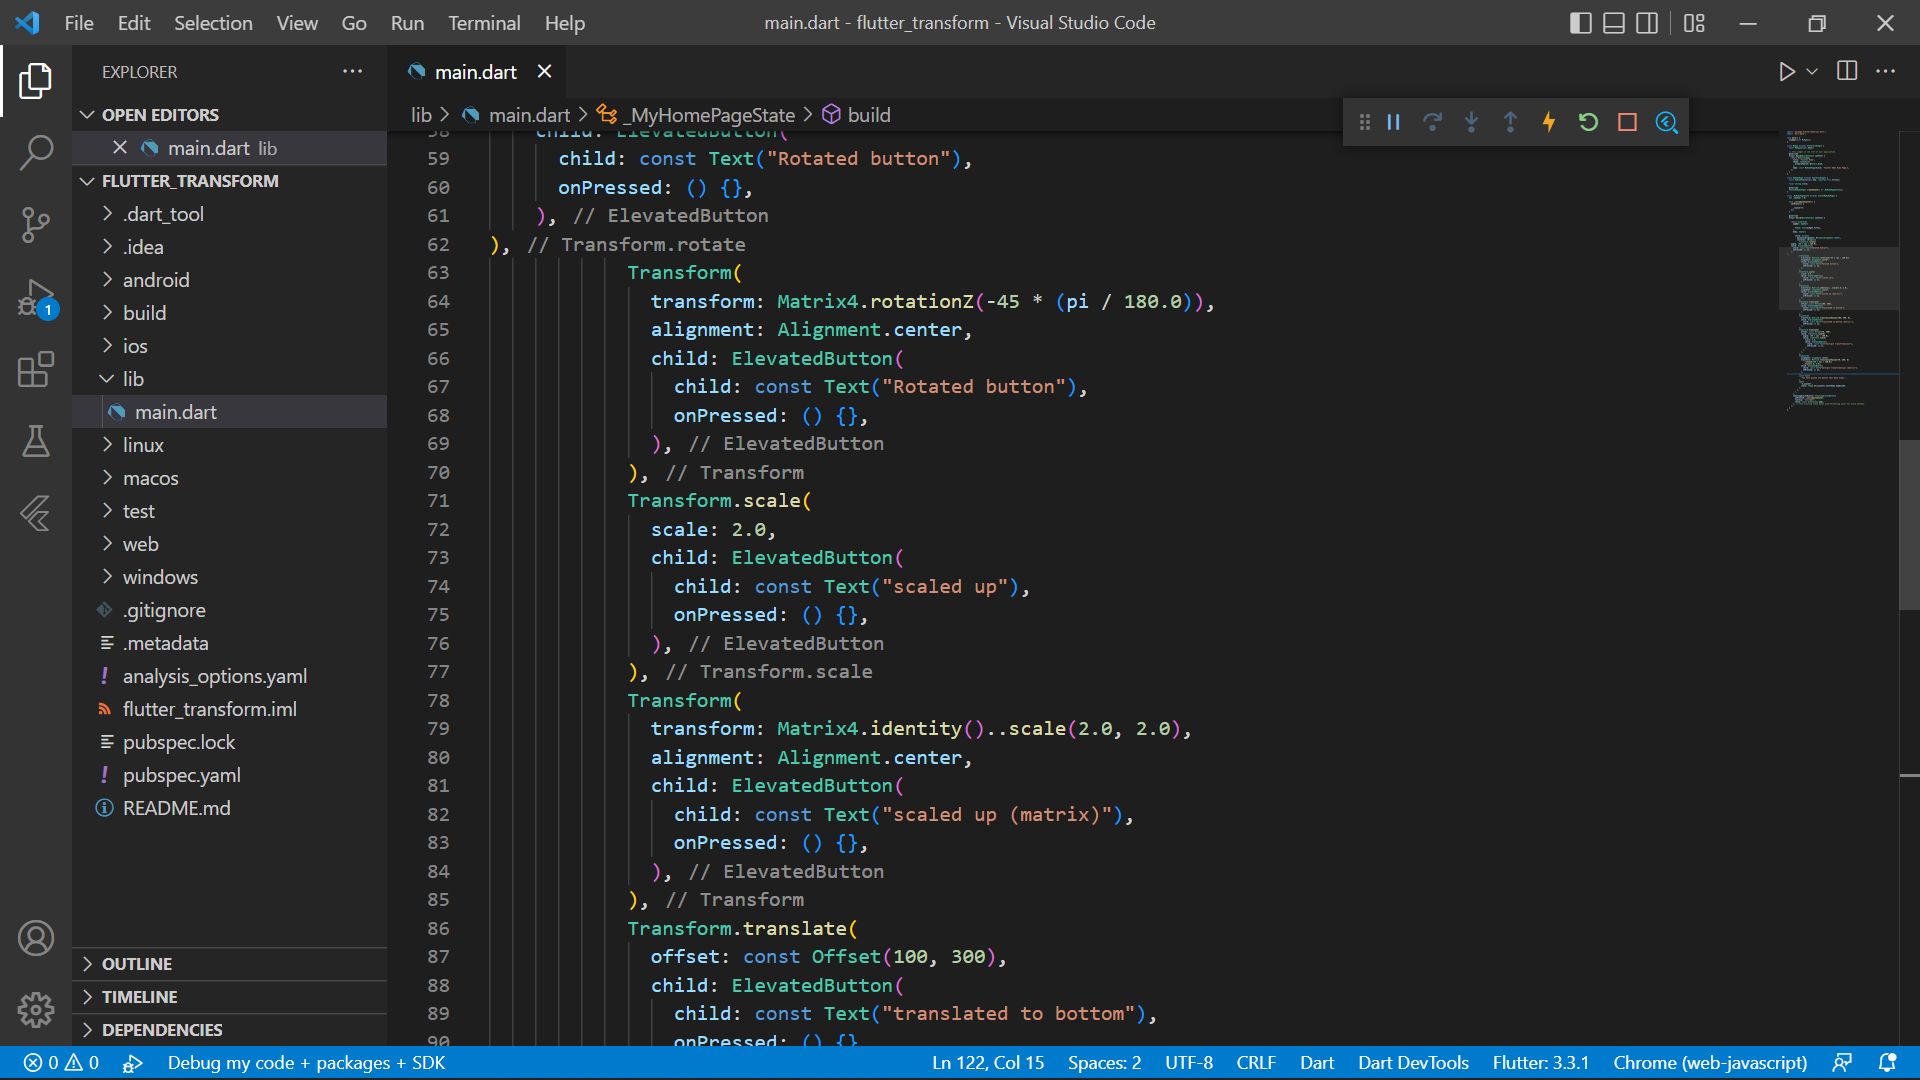 File Edit Selection View Go Run Terminal Help
main.dart - flutter_transform - Visual Studio Code
EXPLORER
OPEN EDITORS
main.dart lib
FLUTTER_TRANSFORM
.dart_tool
.idea
android
build
ios
lib
main.dart
linux
macos
test
web
windows
.gitignore
.metadata
analysis_options.yaml
flutter_transform.iml
pubspec.lock
pubspec.yaml
README.md
OUTLINE
TIMELINE
DEPENDENCIES
1
main.dart
lib > main.dart > _MyHomePageState > build
58 child: ElevatedButton(
59 child: const Text("Rotated button"),
60 onPressed: () {},
61 ), // ElevatedButton
62 ), // Transform.rotate
63 Transform(
64 transform: Matrix4.rotationZ(-45 * (pi / 180.0)),
65 alignment: Alignment.center,
66 child: ElevatedButton(
67 child: const Text("Rotated button"),
68 onPressed: () {},
69 ), // ElevatedButton
70 ), // Transform
71 Transform.scale(
72 scale: 2.0,
73 child: ElevatedButton(
74 child: const Text("scaled up"),
75 onPressed: () {},
76 ), // ElevatedButton
77 ), // Transform.scale
78 Transform(
79 transform: Matrix4.identity()..scale(2.0, 2.0),
80 alignment: Alignment.center,
81 child: ElevatedButton(
82 child: const Text("scaled up (matrix)"),
83 onPressed: () {},
84 ), // ElevatedButton
85 ), // Transform
86 Transform.translate(
87 offset: const Offset(100, 300),
88 child: ElevatedButton(
89 child: const Text("translated to bottom"),
90 onPressed: () {}
0 0 Debug my code + packages + SDK Ln 122, Col 15 Spaces: 2 UTF-8 CRLF Dart Dart DevTools Flutter: 3.3.1 Chrome (web-javascript)